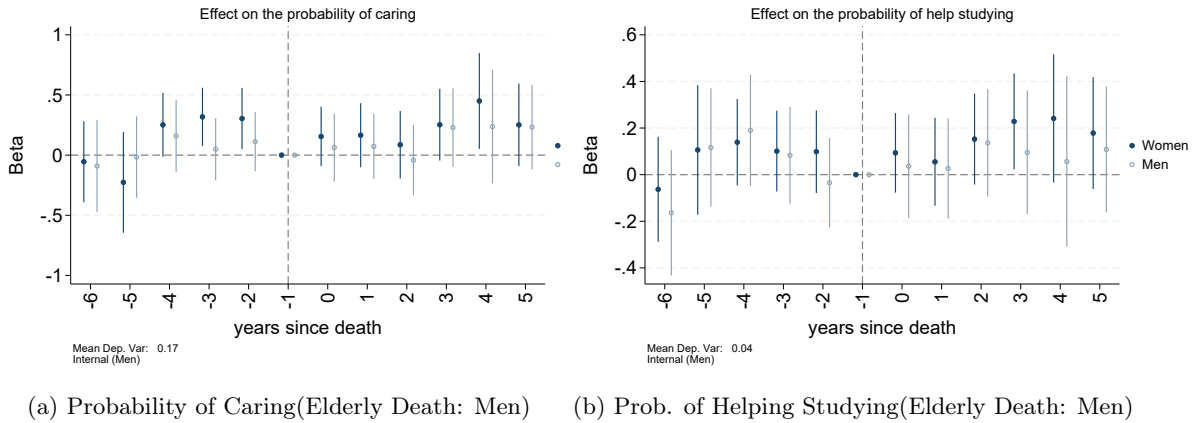 Effect on the probability of caring
1
.5
0
-.5
-1
Beta
-6 -5 -4 -3 -2 -1 0 1 2 3 4 5
years since death
Mean Dep. Var: 0.17
Internal (Men)
(a) Probability of Caring(Elderly Death: Men)
Effect on the probability of help studying
.6
.4
.2
0
-.2
-.4
Beta
-6 -5 -4 -3 -2 -1 0 1 2 3 4 5
years since death
Women
Men
Mean Dep. Var: 0.04
Internal (Men)
(b) Prob. of Helping Studying(Elderly Death: Men)